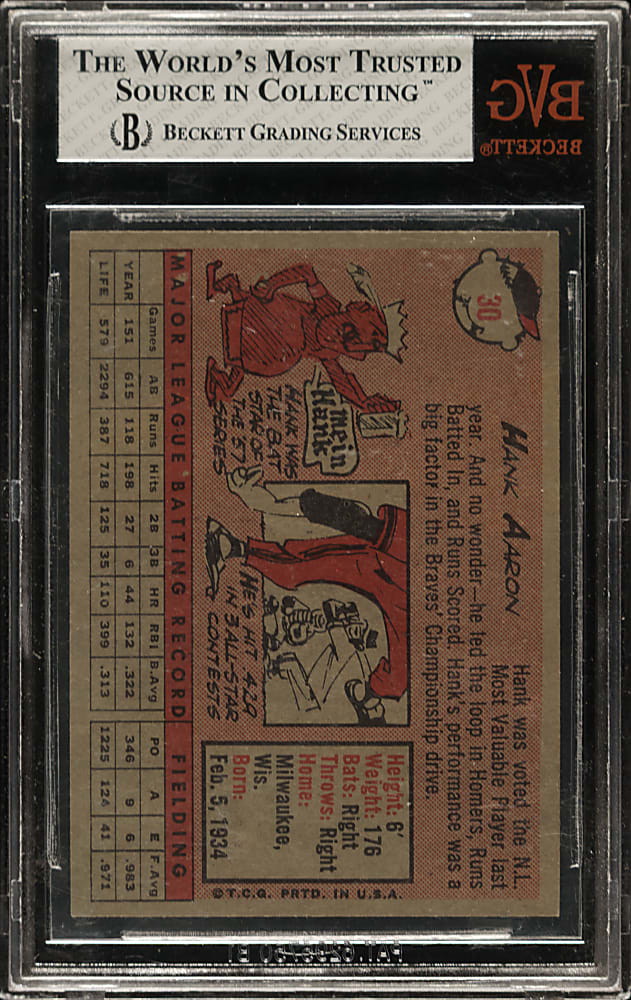 THE WORLD'S MOST TRUSTED
SOURCE IN COLLECTING™
B BECKETT GRADING SERVICES
BVG
BECKETT®
30
HANK AARON
Hank was voted the N.L.
Most Valuable Player last
year. And no wonder—he led the loop in Homers, Runs
Batted In, and Runs Scored. Hank's performance was a
big factor in the Braves' Championship drive.
mein
Hank
HANK WAS
THE BAT
STAR OF
THE '57
SERIES
HE'S HIT .429
IN 3 ALL-STAR
CONTESTS
Height: 6'
Weight: 176
Bats: Right
Throws: Right
Home:
Milwaukee,
Wis.
Born:
Feb. 5, 1934
MAJOR LEAGUE BATTING RECORD FIELDING
Games AB Runs Hits 2B 3B HR RBI B.Avg PO A E F.Avg
YEAR 151 615 118 198 27 6 44 132 .322 346 9 6 .983
LIFE 579 2294 387 718 125 35 110 399 .313 1225 124 41 .971
©T.C.G. PRTD. IN U.S.A.